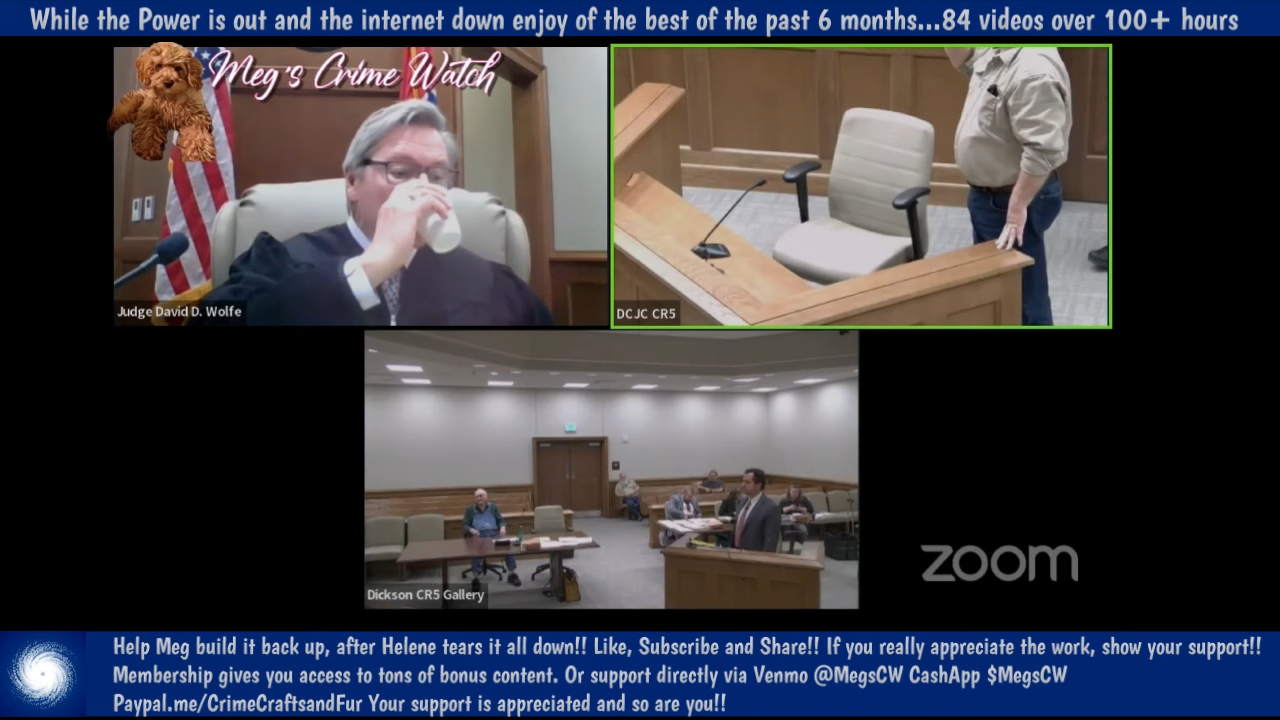 While the Power is out and the internet down enjoy of the best of the past 6 months...84 videos over 100+ hours
Meg's Crime Watch
Judge David D. Wolfe
DCJC CR5
Dickson CR5 Gallery
zoom
Help Meg build it back up, after Helene tears it all down!! Like, Subscribe and Share!! If you really appreciate the work, show your support!!
Membership gives you access to tons of bonus content. Or support directly via Venmo @MegsCW CashApp $MegsCW
Paypal.me/CrimeCraftsandFur Your support is appreciated and so are you!!